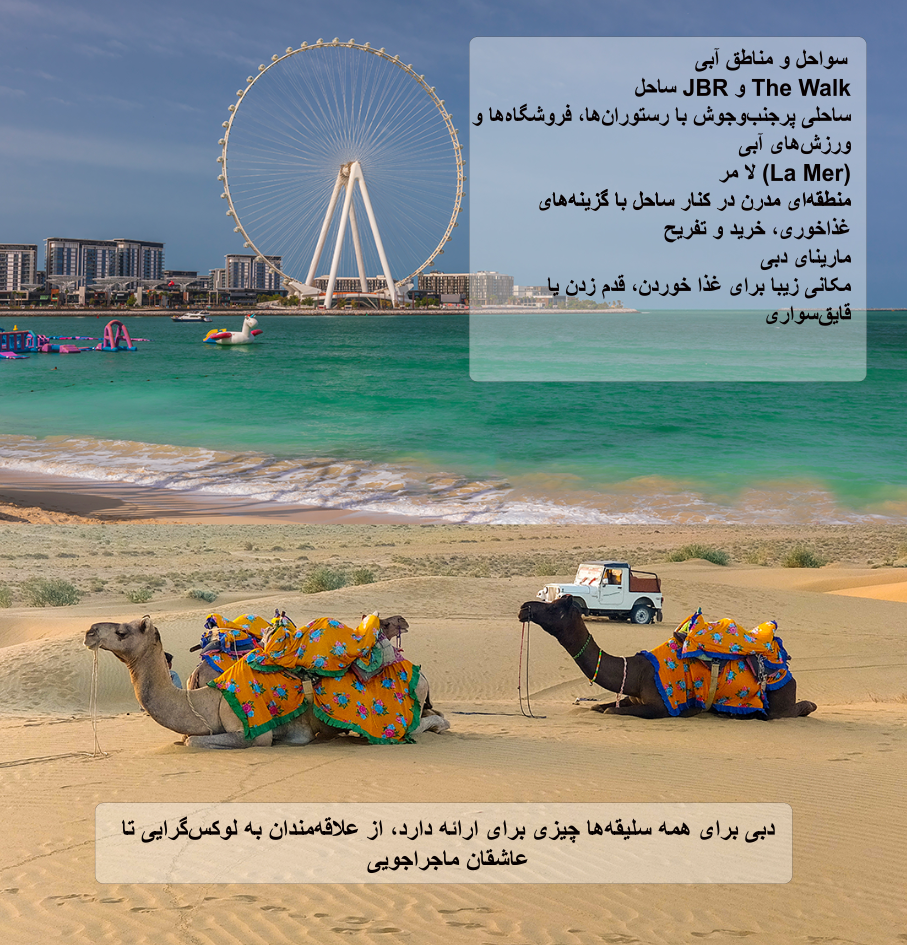 سواحل و مناطق آبی
ساحل JBR و The Walk
ساحلی پرجنب‌وجوش با رستوران‌ها، فروشگاه‌ها و
ورزش‌های آبی
لا مر (La Mer)
منطقه‌ای مدرن در کنار ساحل با گزینه‌های
غذاخوری، خرید و تفریح
مارینای دبی
مکانی زیبا برای غذا خوردن، قدم زدن یا
قایق‌سواری
دبی برای همه سلیقه‌ها چیزی برای ارائه دارد، از علاقه‌مندان به لوکس‌گرایی تا
عاشقان ماجراجویی